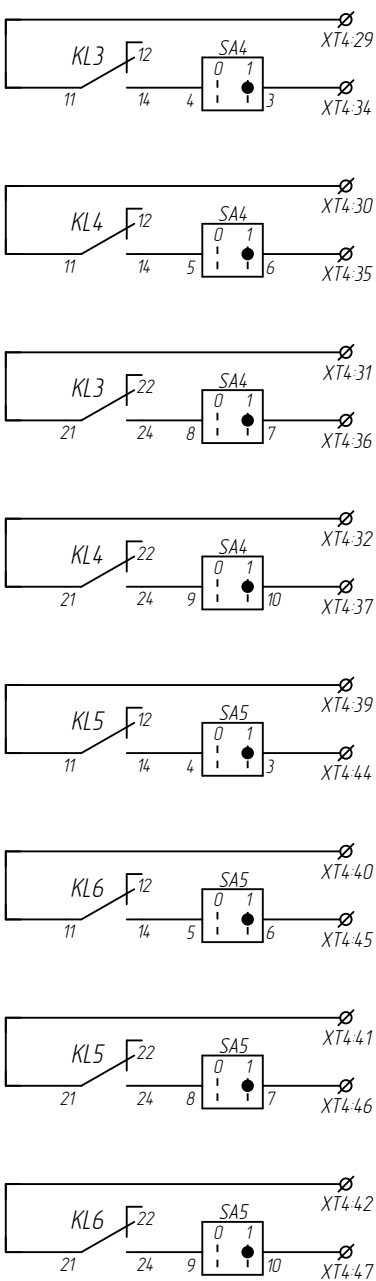 XT4:29
KL3 12 SA4
0 1
11 14 4 3 XT4:34
XT4:30
KL4 12 SA4
0 1
11 14 5 6 XT4:35
XT4:31
KL3 22 SA4
0 1
21 24 8 7 XT4:36
XT4:32
KL4 22 SA4
0 1
21 24 9 10 XT4:37
XT4:39
KL5 12 SA5
0 1
11 14 4 3 XT4:44
XT4:40
KL6 12 SA5
0 1
11 14 5 6 XT4:45
XT4:41
KL5 22 SA5
0 1
21 24 8 7 XT4:46
XT4:42
KL6 22 SA5
0 1
21 24 9 10 XT4:47